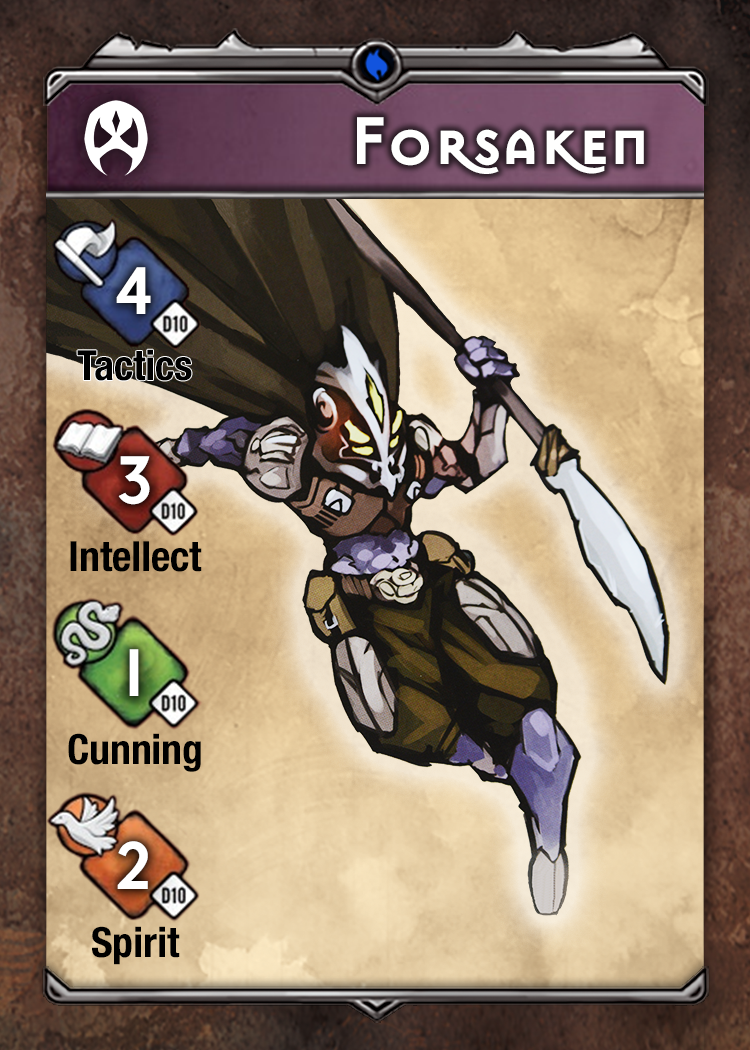 Forsaken
4
D10
Tactics
3
D10
Intellect
1
D10
Cunning
2
D10
Spirit